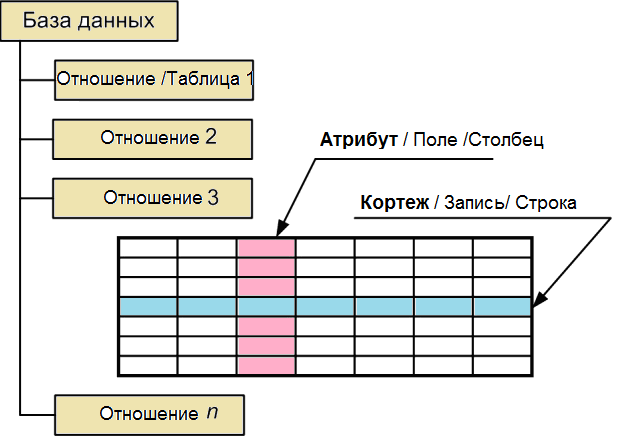 База данных
Отношение /Таблица 1
Отношение 2
Атрибут / Поле /Столбец
Отношение 3
Кортеж / Запись/ Строка
Отношение n